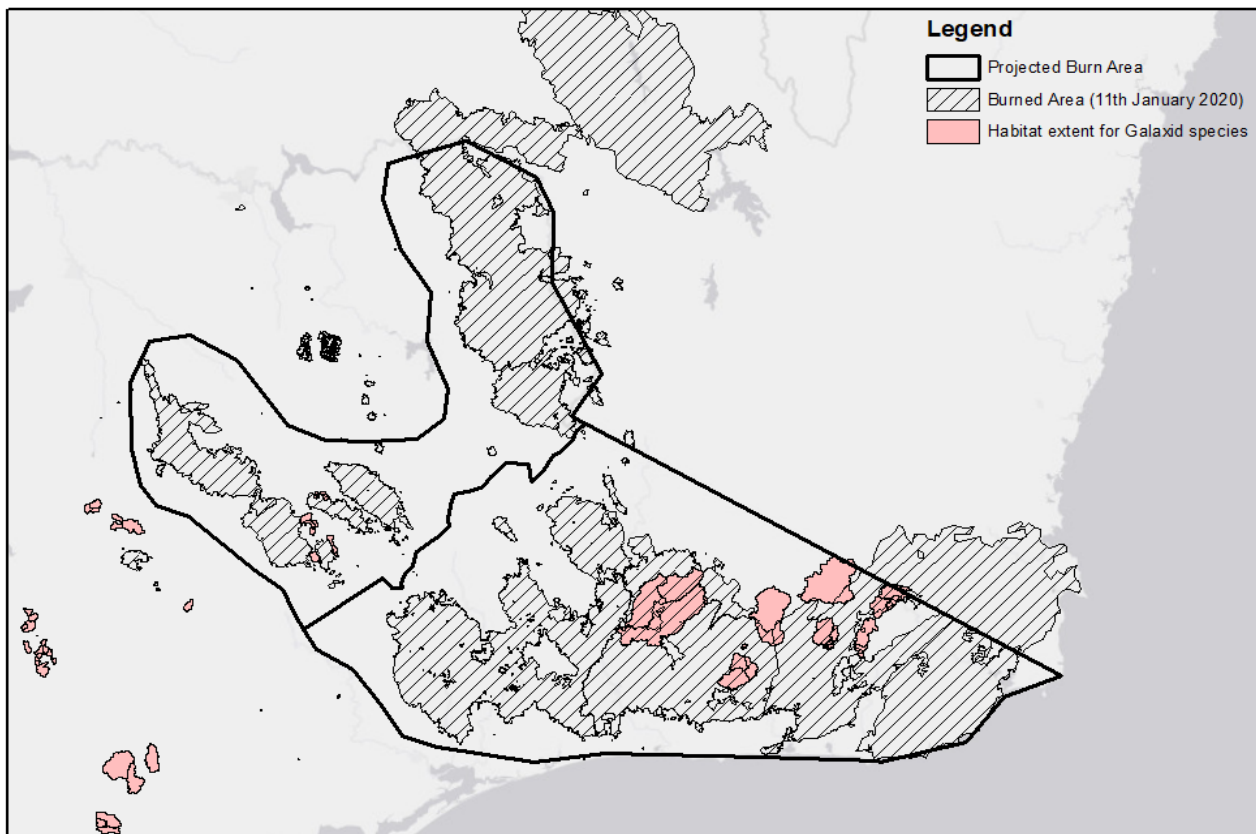 Legend
Projected Burn Area
Burned Area (11th January 2020)
Habitat extent for Galaxid species